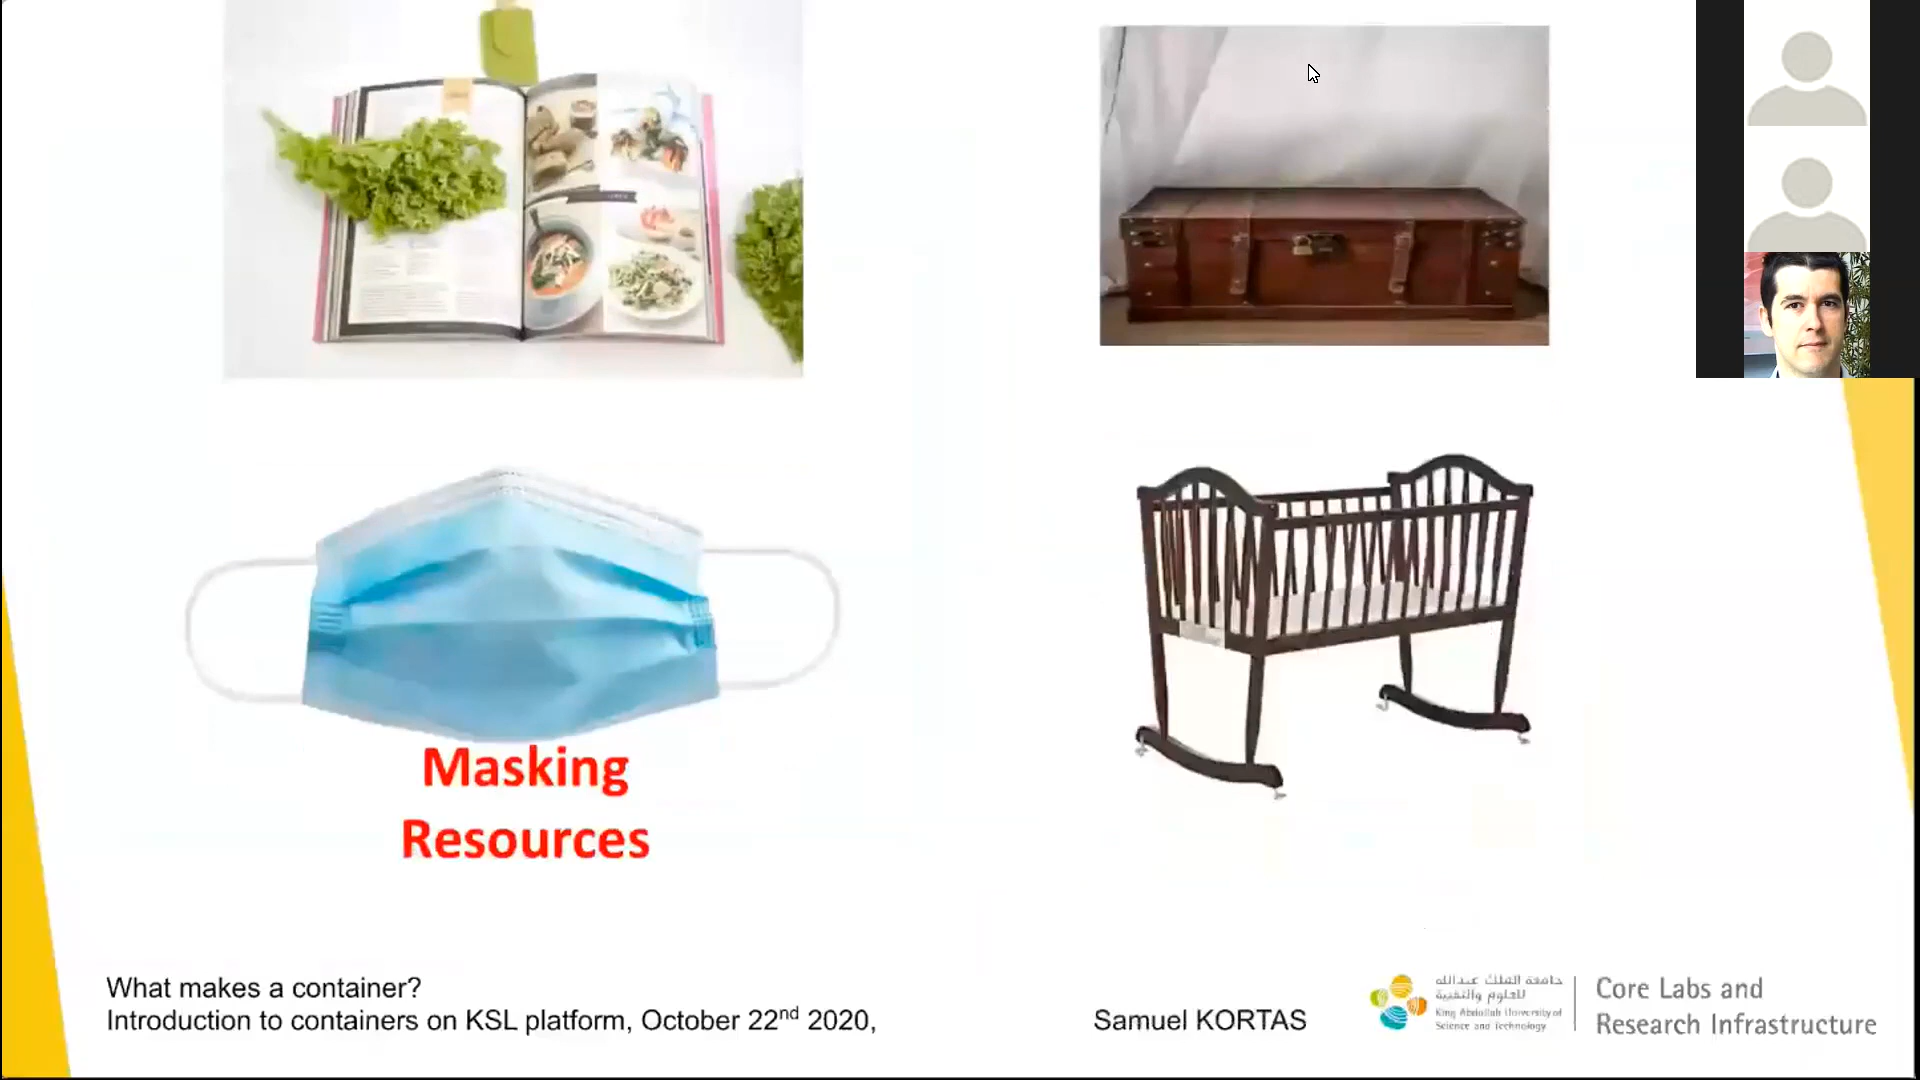 Masking
Resources
What makes a container?
Introduction to containers on KSL platform, October 22nd 2020,
Samuel KORTAS
جامعة الملك عبدالله
للعلوم والتقنية
King Abdullah University of
Science and Technology
Core Labs and
Research Infrastructure